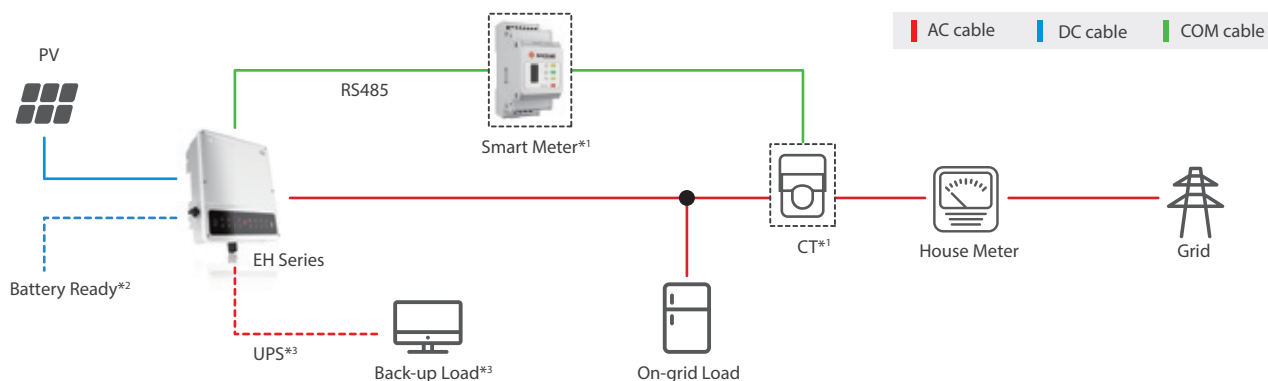 AC cable
DC cable
COM cable
PV
RS485
Smart Meter*1
EH Series
CT*1
House Meter
Grid
Battery Ready*2
UPS*3
Back-up Load*3
On-grid Load